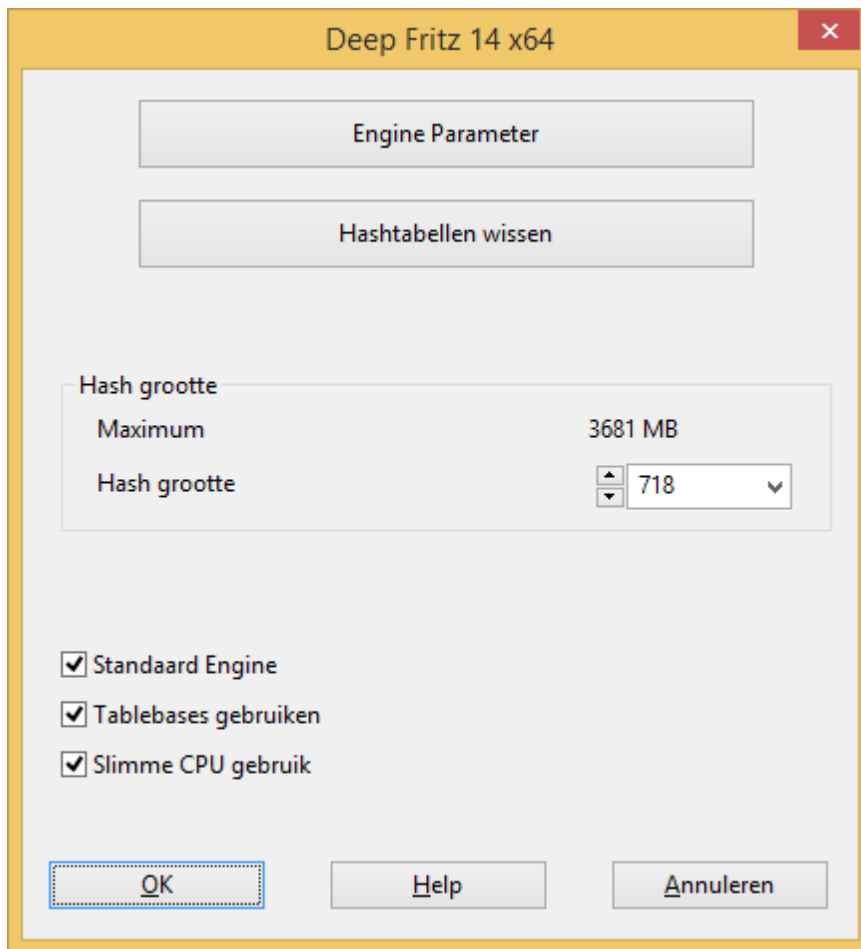 Deep Fritz 14 x64
Engine Parameter
Hashtabellen wissen
Hash grootte
Maximum 3681 MB
Hash grootte 718
Standaard Engine
Tablebases gebruiken
Slimme CPU gebruik
OK Help Annuleren